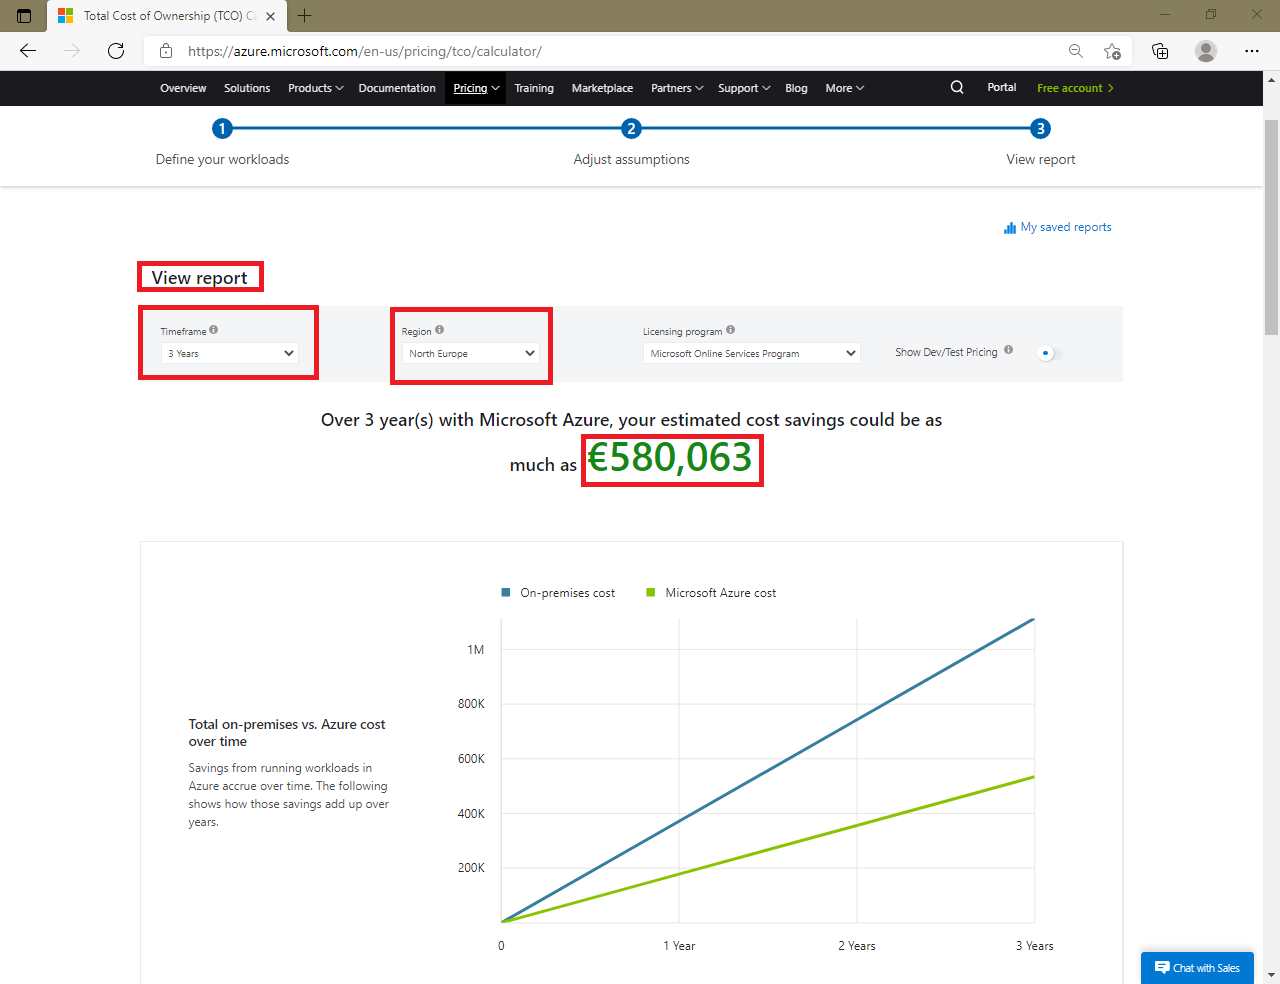 Total Cost of Ownership (TCO) Ca
https://azure.microsoft.com/en-us/pricing/tco/calculator/
Overview Solutions Products Documentation Pricing Training Marketplace Partners Support Blog More Portal Free account
1 2 3
Define your workloads Adjust assumptions View report
My saved reports
View report
Timeframe Region Licensing program
3 Years North Europe Microsoft Online Services Program Show Dev/Test Pricing
Over 3 year(s) with Microsoft Azure, your estimated cost savings could be as
much as €580,063
On-premises cost Microsoft Azure cost
Total on-premises vs. Azure cost
over time
Savings from running workloads in
Azure accrue over time. The following
shows how those savings add up over
years.
1M
800K
600K
400K
200K
0 1 Year 2 Years 3 Years
Chat with Sales